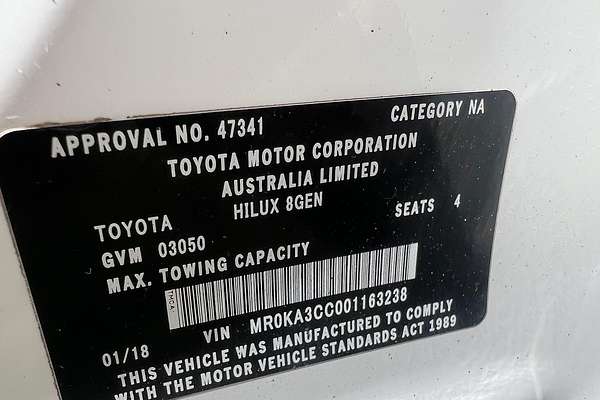 APPROVAL NO. 47341 CATEGORY NA
TOYOTA MOTOR CORPORATION
AUSTRALIA LIMITED
TOYOTA HILUX 8GEN
GVM 03050 SEATS 4
MAX. TOWING CAPACITY
TMCA
VIN MR0KA3CC001163238
01/18
THIS VEHICLE WAS MANUFACTURED TO COMPLY
WITH THE MOTOR VEHICLE STANDARDS ACT 1989